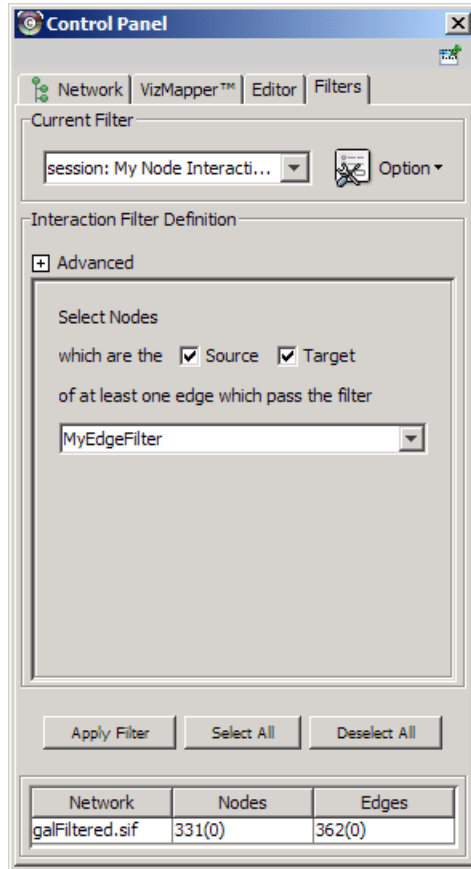 Control Panel
Network VizMapper™ Editor Filters
Current Filter
session: My Node Interacti... Option
Interaction Filter Definition
Advanced
Select Nodes
which are the Source Target
of at least one edge which pass the filter
MyEdgeFilter
Apply Filter Select All Deselect All
Network Nodes Edges
galFiltered.sif 331(0) 362(0)